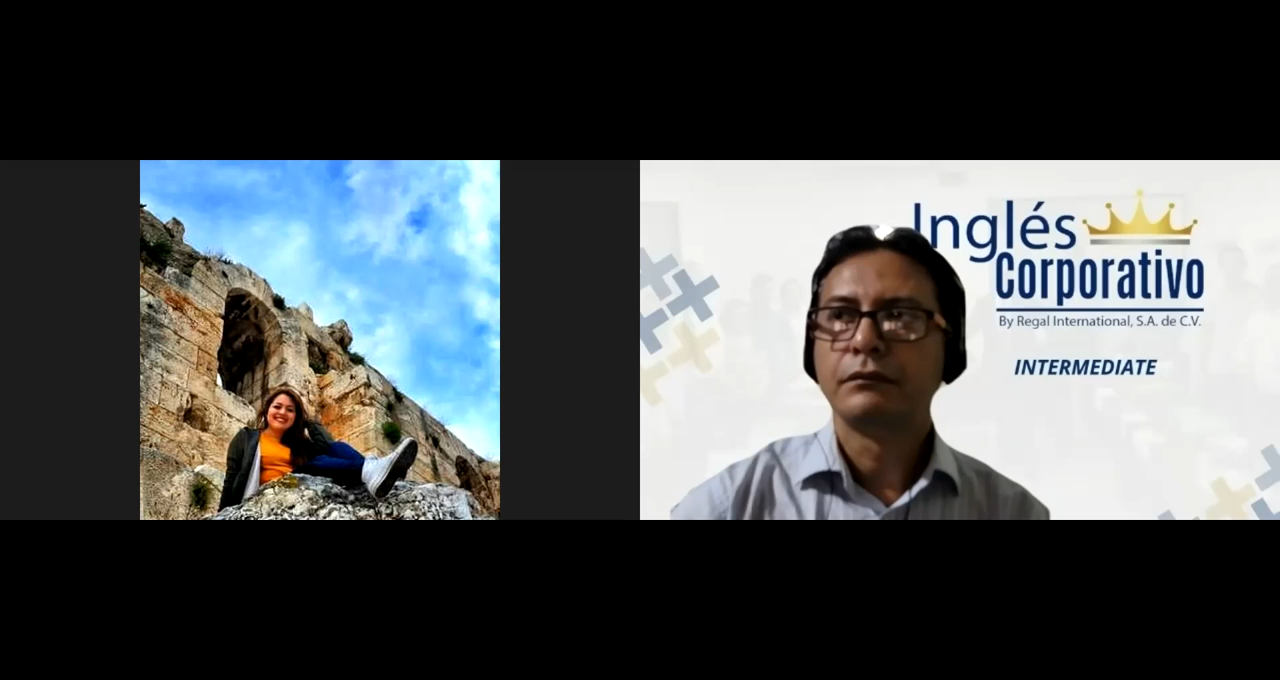 Inglés
Corporativo
By Regal International, S.A. de C.V.
INTERMEDIATE